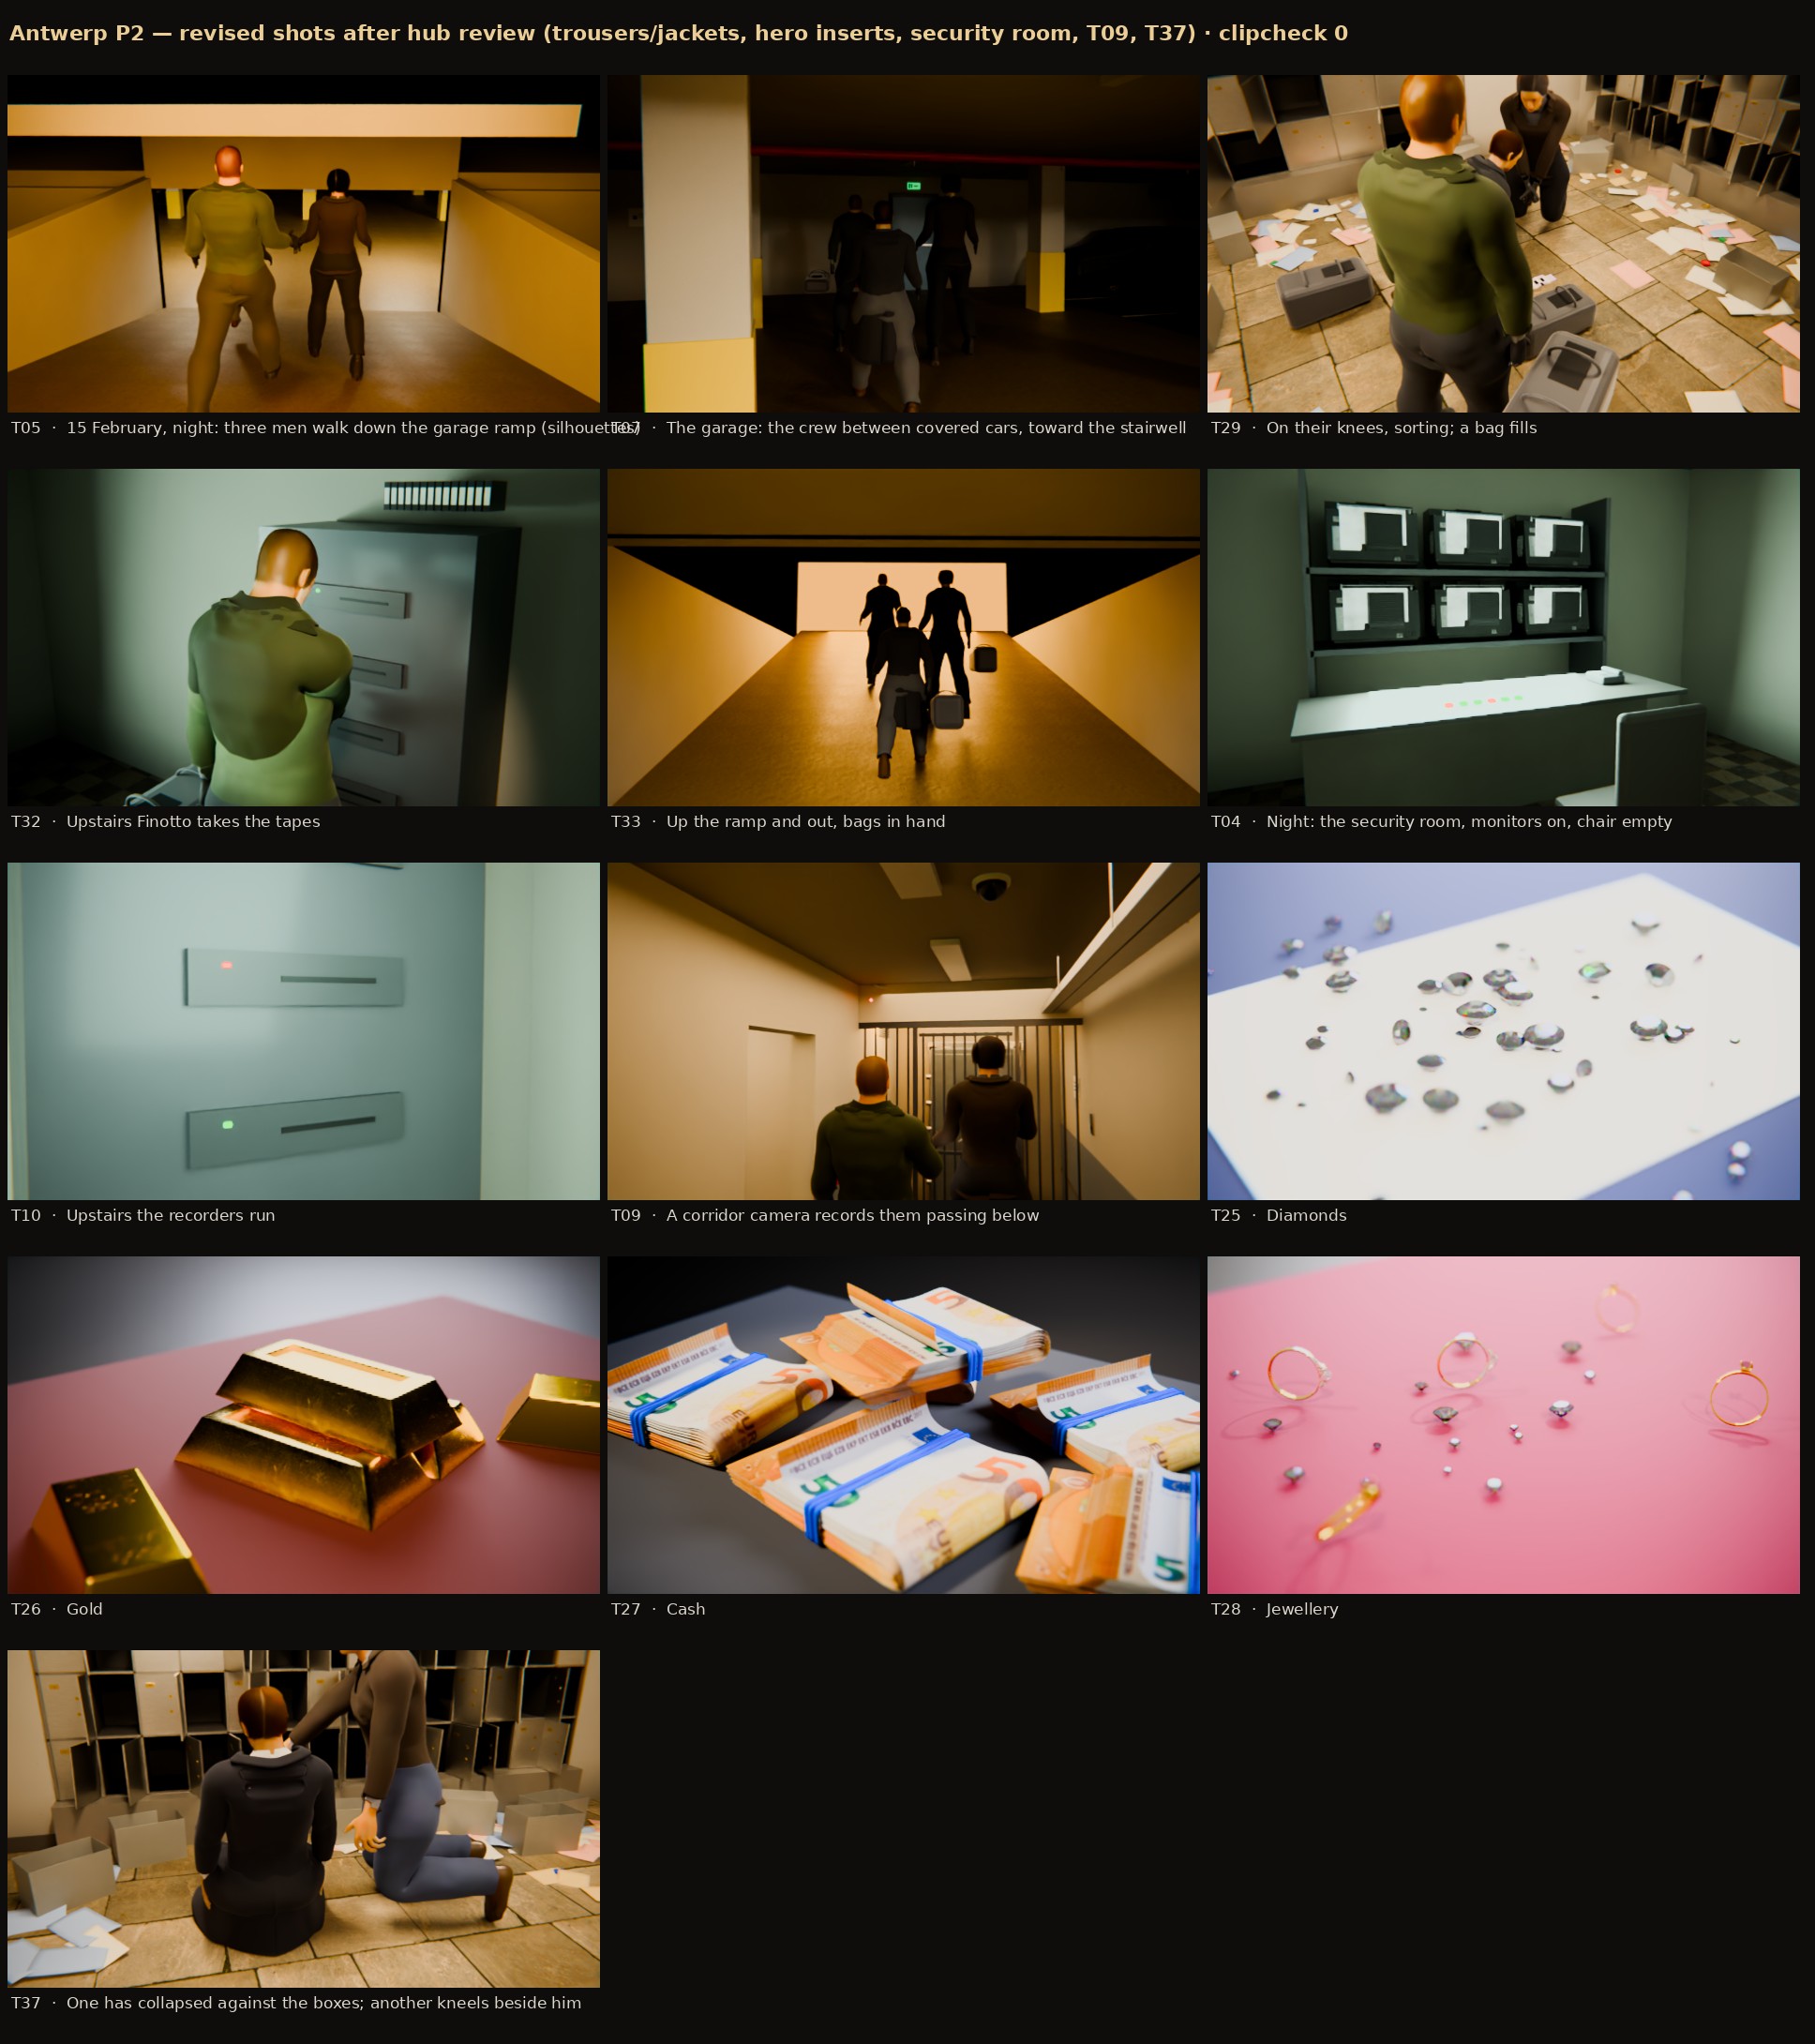 Antwerp P2 — revised shots after hub review (trousers/jackets, hero inserts, security room, T09, T37) · clipcheck 0
T05 · 15 February, night: three men walk down the garage ramp (silhouettes)
T07 · The garage: the crew between covered cars, toward the stairwell
T29 · On their knees, sorting; a bag fills
T32 · Upstairs Finotto takes the tapes
T33 · Up the ramp and out, bags in hand
T04 · Night: the security room, monitors on, chair empty
T10 · Upstairs the recorders run
T09 · A corridor camera records them passing below
T25 · Diamonds
T26 · Gold
T27 · Cash
T28 · Jewellery
T37 · One has collapsed against the boxes; another kneels beside him